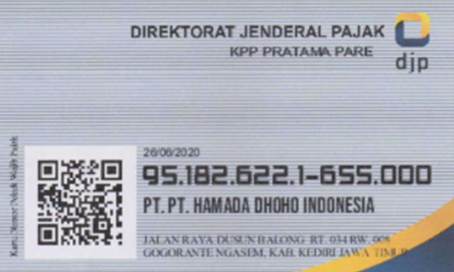 DIREKTORAT JENDERAL PAJAK
KPP PRATAMA PARE
djp
26/06/2020
95.182.622.1-655.000
PT. PT. HAMADA DHOHO INDONESIA
JALAN RAYA DUSUN BALONG RT. 034 RW. 008
GOGORANTE NGASEM, KAB. KEDIRI JAWA TIMUR
Kartu Nomor Pokok Wajib Pajak